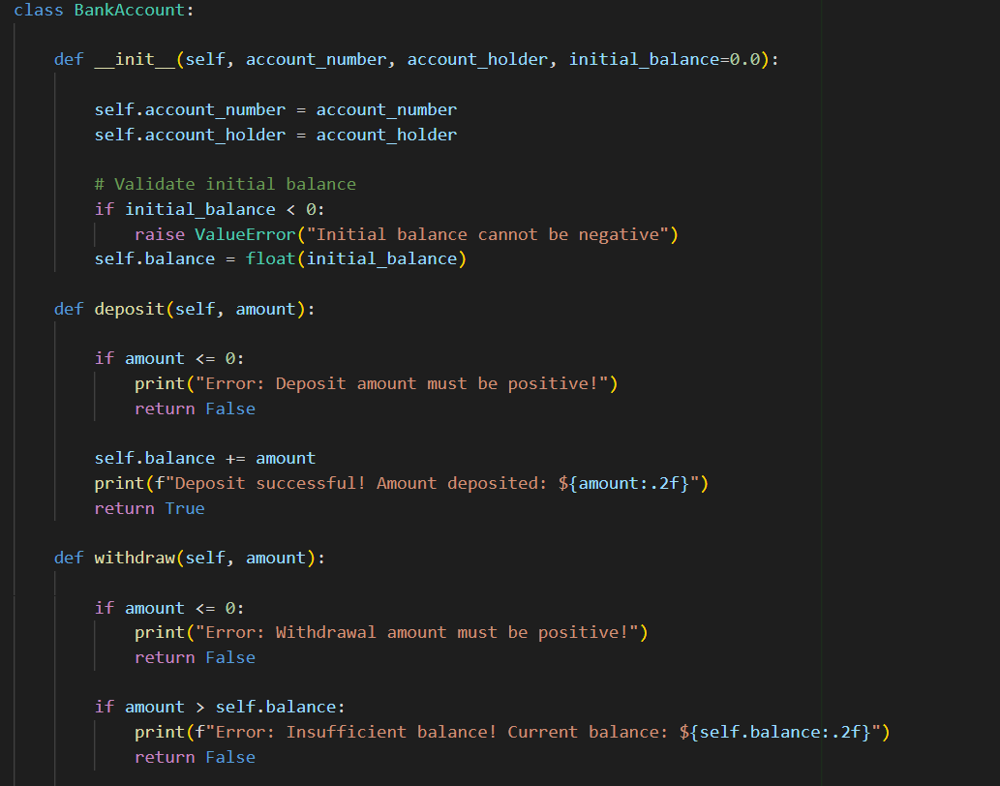 class BankAccount:
def __init__(self, account_number, account_holder, initial_balance=0.0):
self.account_number = account_number
self.account_holder = account_holder
# Validate initial balance
if initial_balance < 0:
raise ValueError("Initial balance cannot be negative")
self.balance = float(initial_balance)
def deposit(self, amount):
if amount <= 0:
print("Error: Deposit amount must be positive!")
return False
self.balance += amount
print(f"Deposit successful! Amount deposited: ${amount:.2f}")
return True
def withdraw(self, amount):
if amount <= 0:
print("Error: Withdrawal amount must be positive!")
return False
if amount > self.balance:
print(f"Error: Insufficient balance! Current balance: ${self.balance:.2f}")
return False